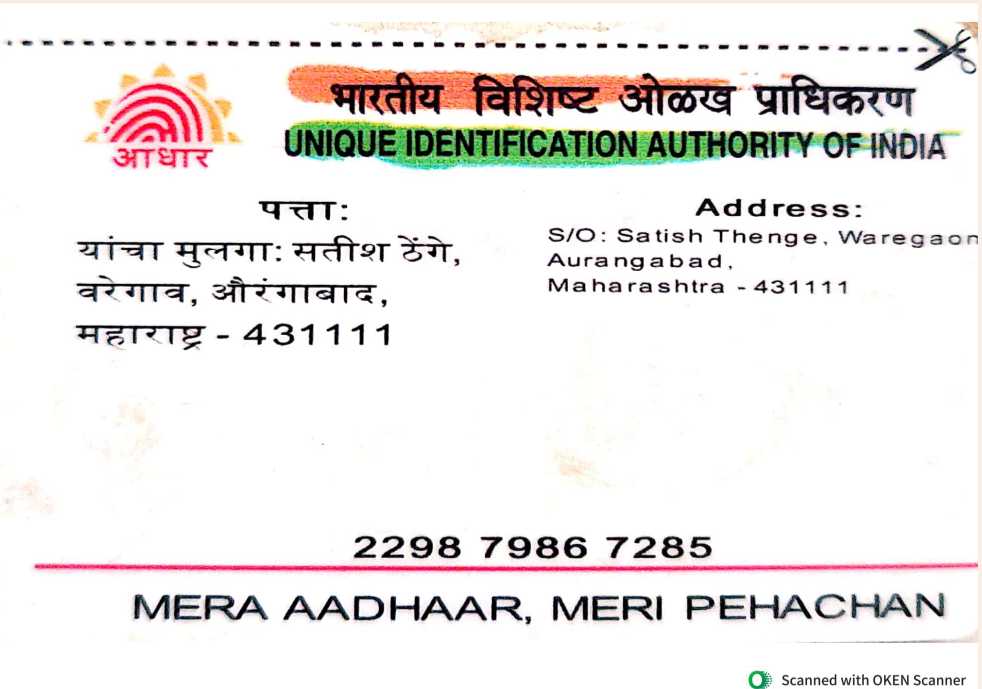 भारतीय विशिष्ट ओळख प्राधिकरण
UNIQUE IDENTIFICATION AUTHORITY OF INDIA
आधार
पत्ता:
यांचा मुलगा: सतीश ठेंगे,
वरेगाव, औरंगाबाद,
महाराष्ट्र - 431111
Address:
S/O: Satish Thenge, Waregaon
Aurangabad,
Maharashtra - 431111
2298 7986 7285
MERA AADHAAR, MERI PEHACHAN
Scanned with OKEN Scanner